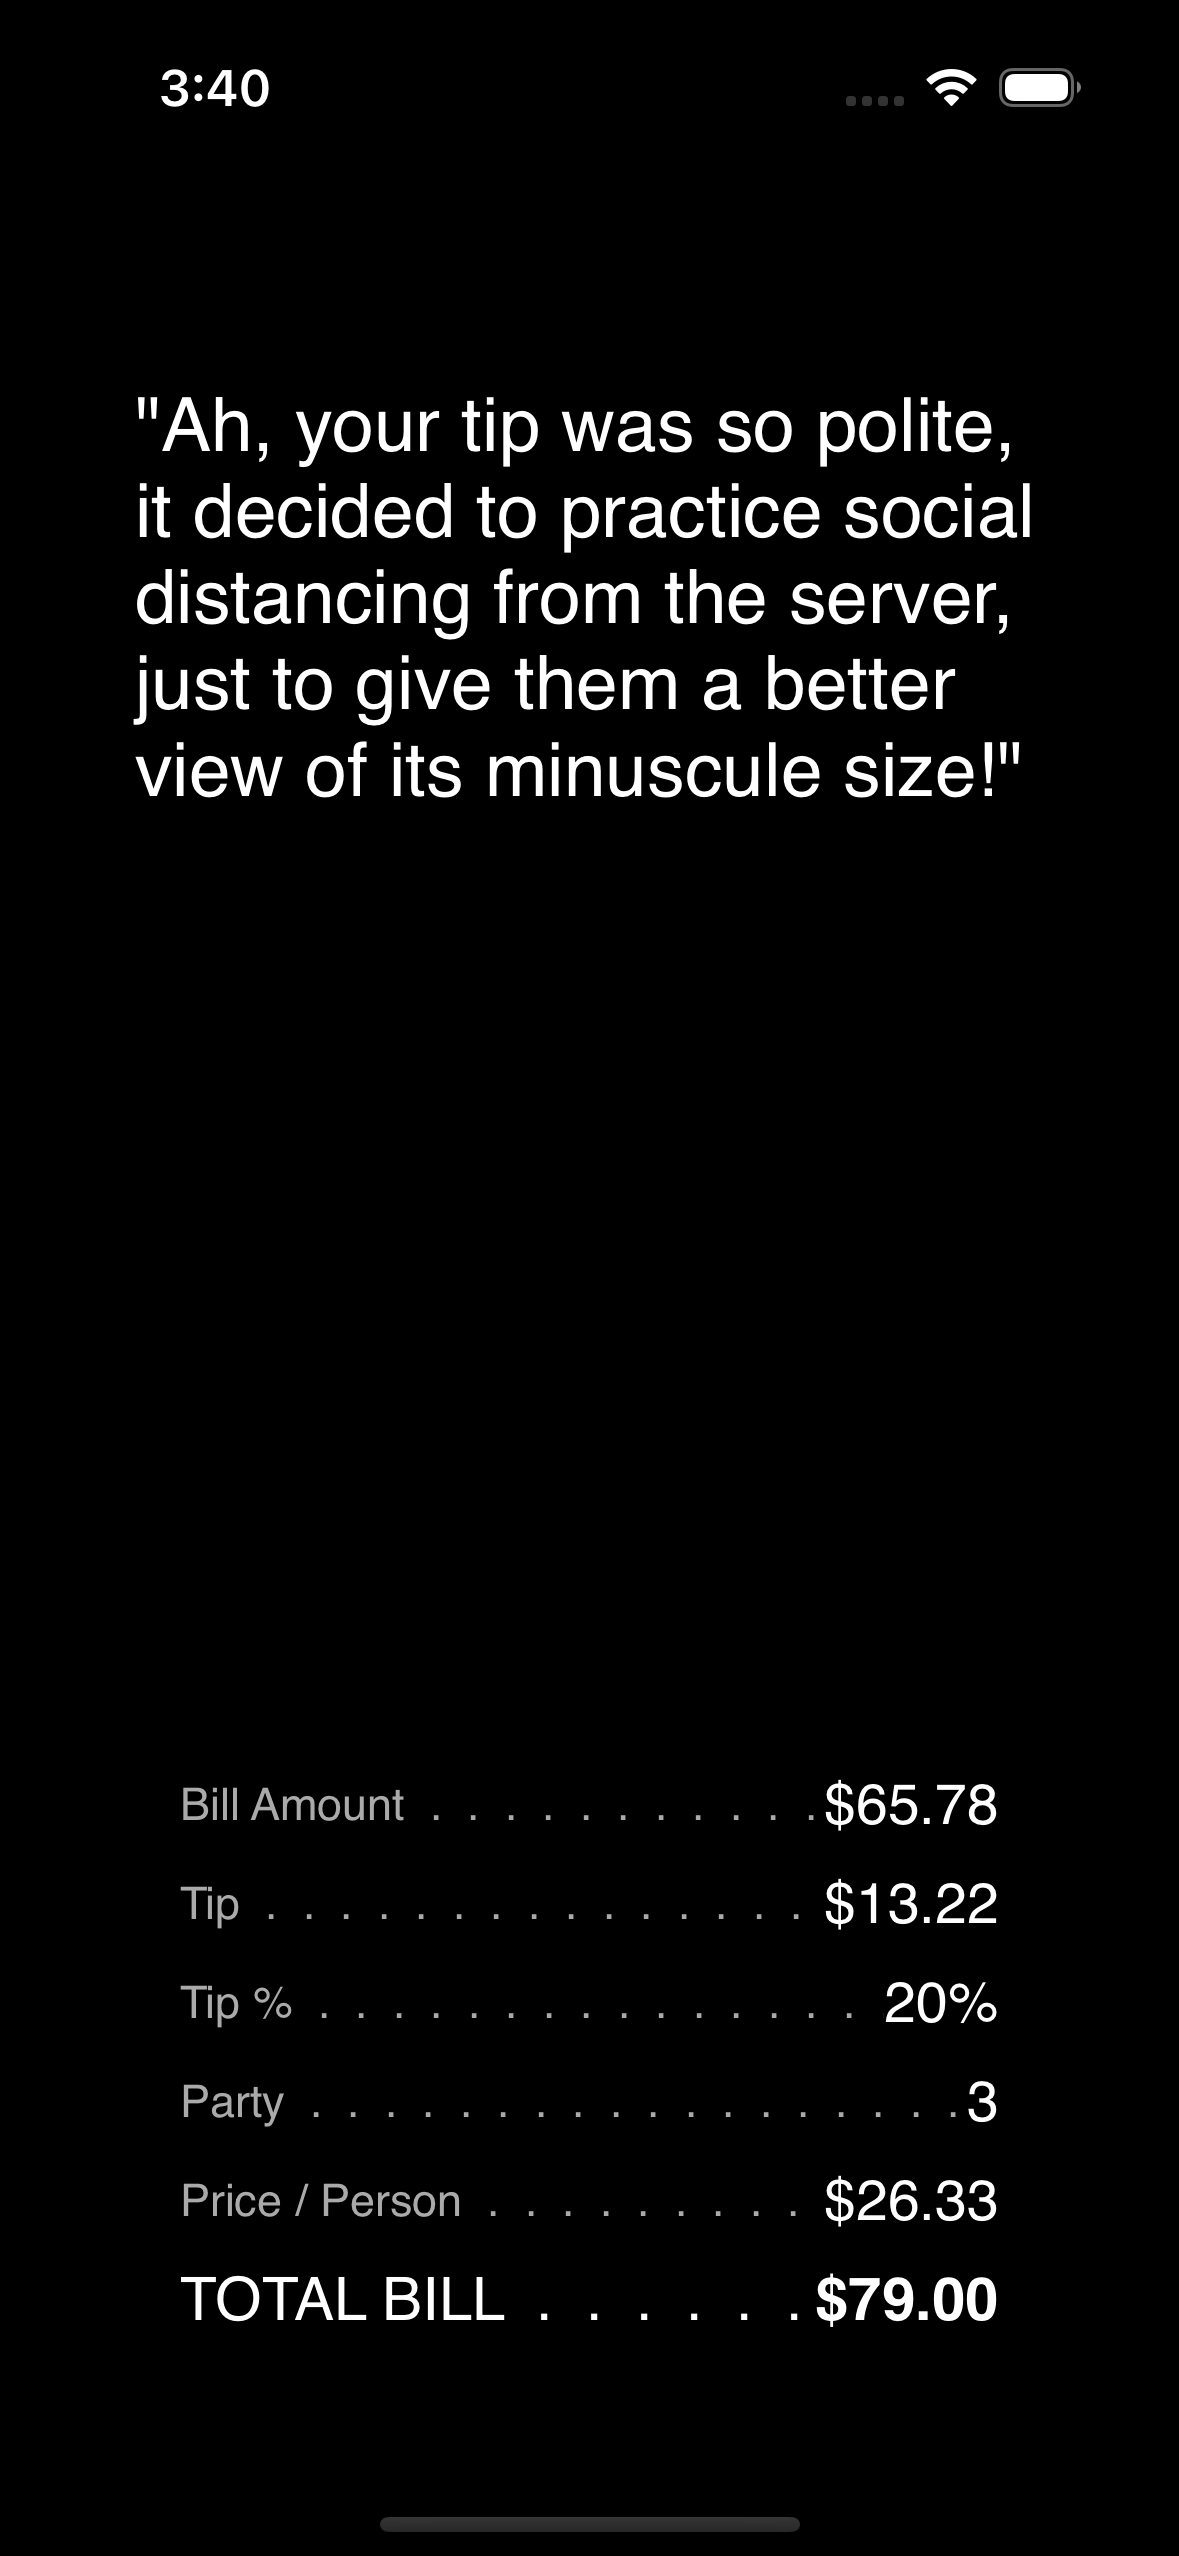 3:40
"Ah, your tip was so polite,
it decided to practice social
distancing from the server,
just to give them a better
view of its minuscule size!"
Bill Amount . . . . . . . . . . . $65.78
Tip . . . . . . . . . . . . . . . $13.22
Tip % . . . . . . . . . . . . . . . 20%
Party . . . . . . . . . . . . . . . . . . 3
Price / Person . . . . . . . . . $26.33
TOTAL BILL . . . . . . $79.00